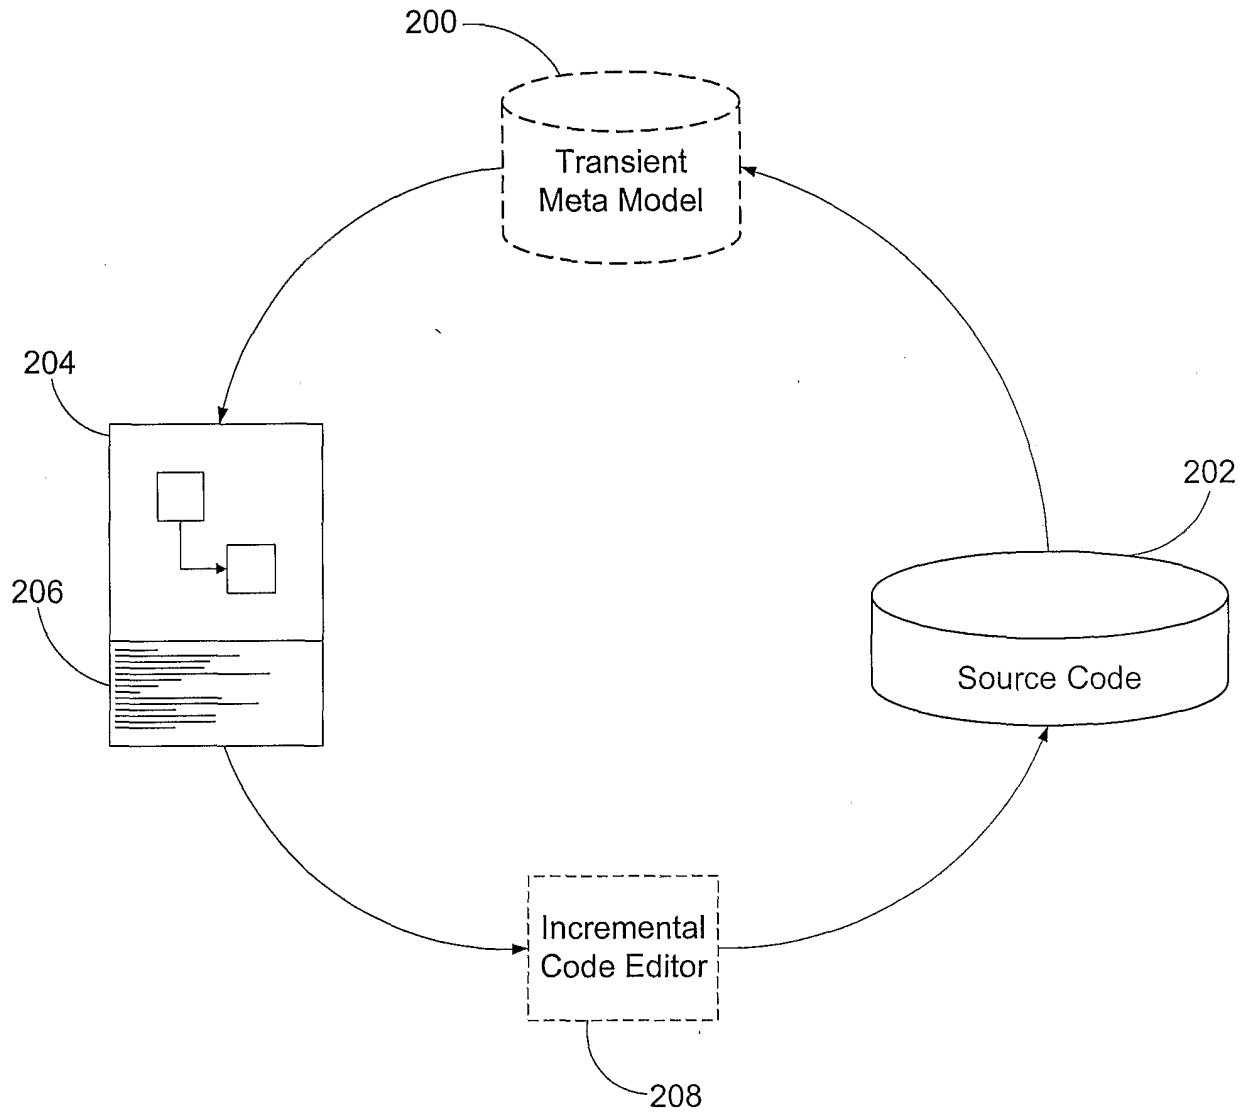 200
Transient
Meta Model
204
202
206
Source Code
Incremental
Code Editor
208